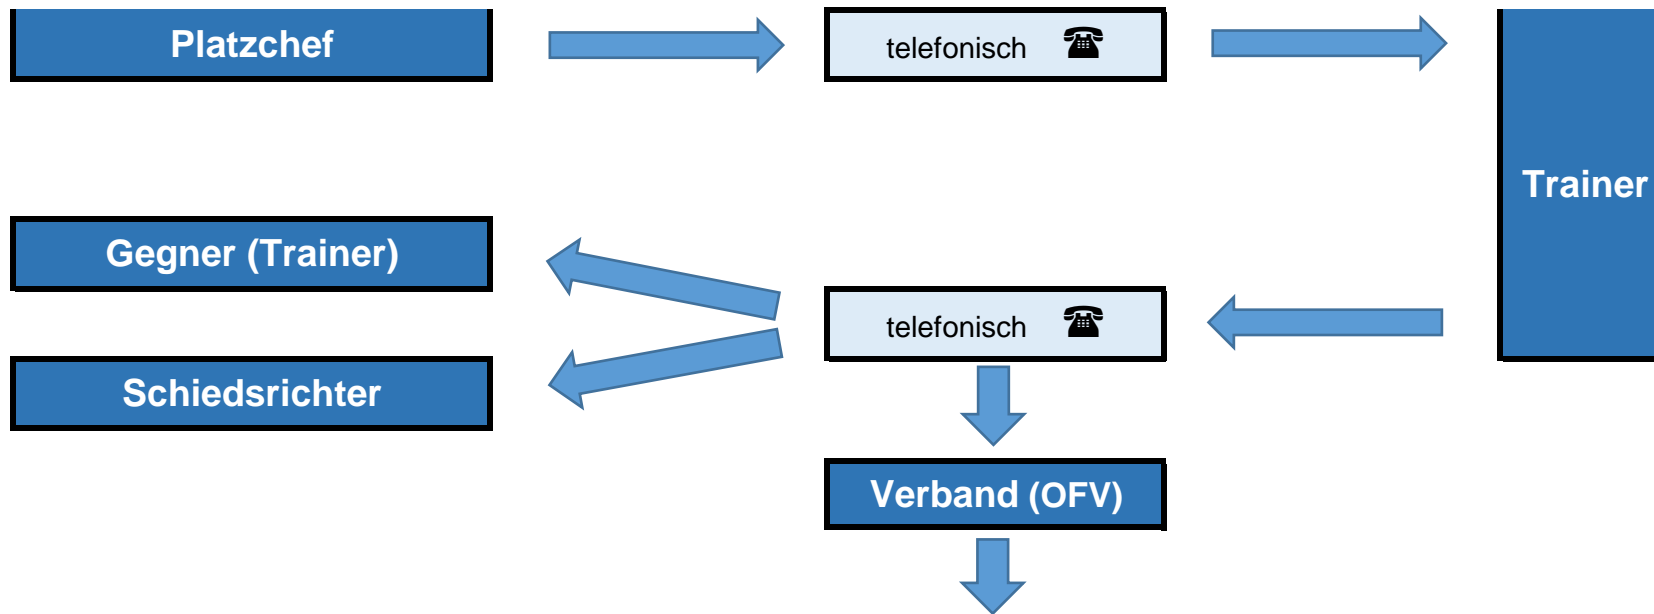 Platzchef
telefonisch ☎
Trainer
Gegner (Trainer)
telefonisch ☎
Schiedsrichter
Verband (OFV)